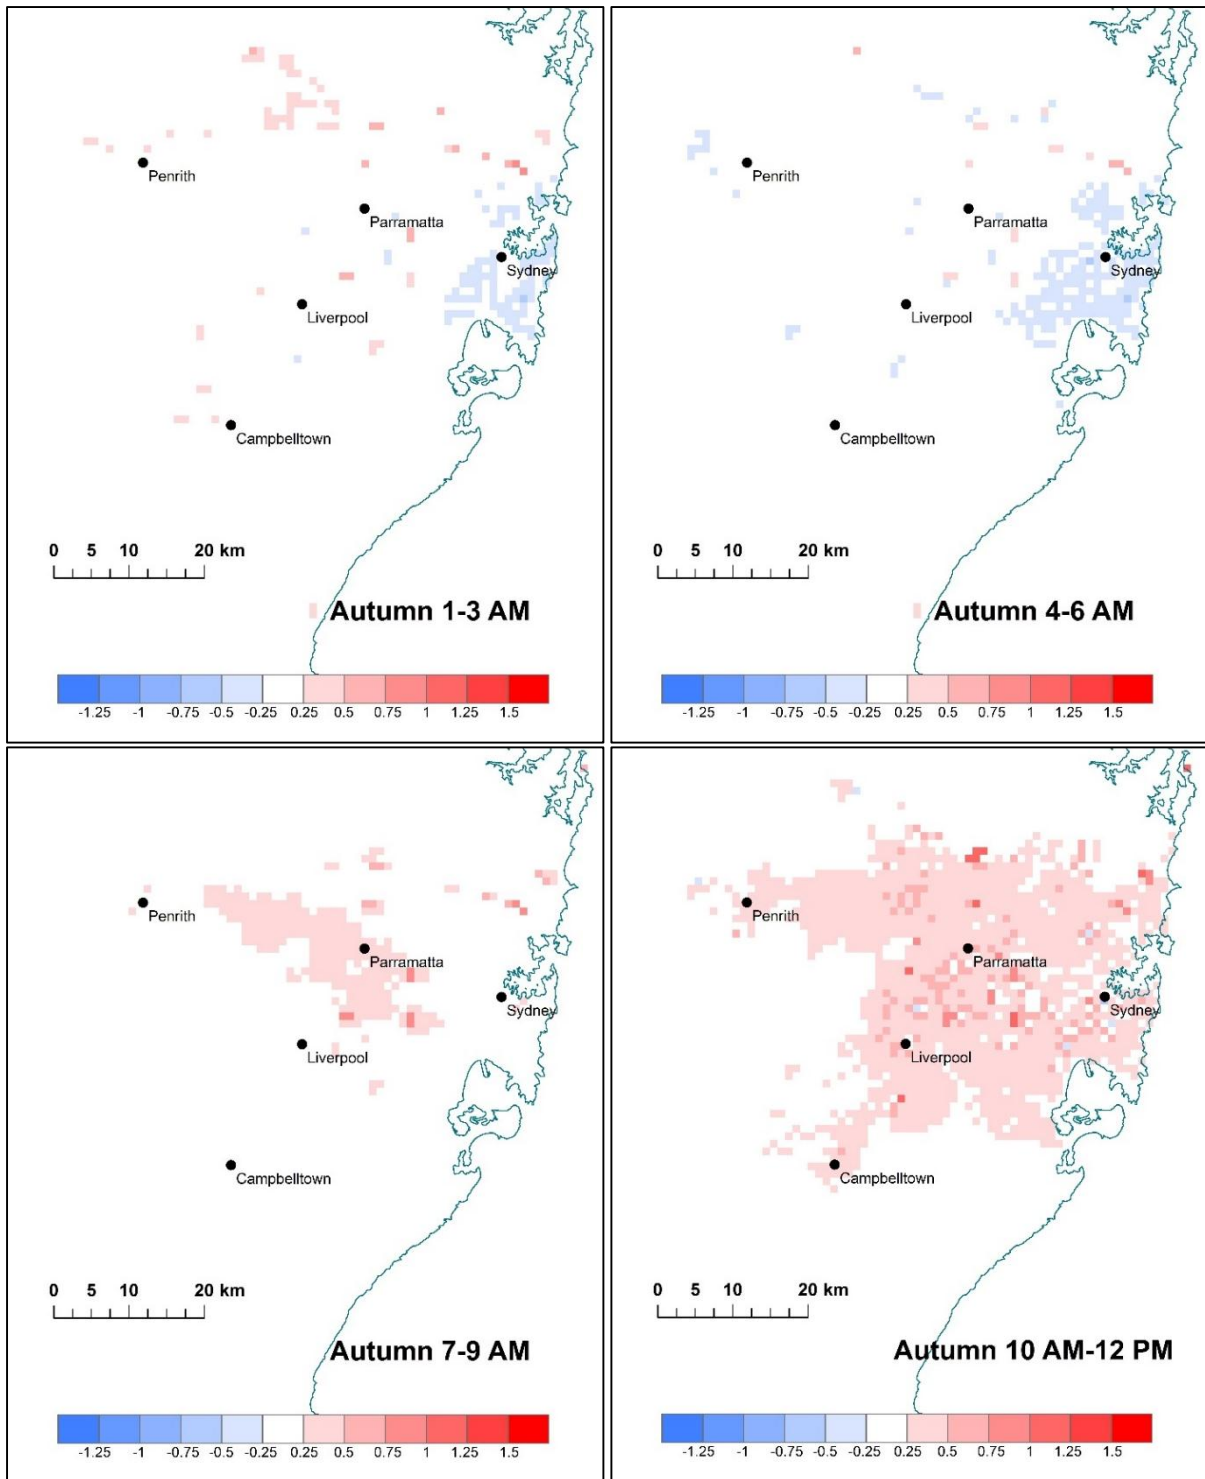 Penrith
Parramatta
Sydney
Liverpool
Campbelltown
0 5 10 20 km
Autumn 1-3 AM
-1.25 -1 -0.75 -0.5 -0.25 0.25 0.5 0.75 1 1.25 1.5
Penrith
Parramatta
Sydney
Liverpool
Campbelltown
0 5 10 20 km
Autumn 4-6 AM
-1.25 -1 -0.75 -0.5 -0.25 0.25 0.5 0.75 1 1.25 1.5
Penrith
Parramatta
Sydney
Liverpool
Campbelltown
0 5 10 20 km
Autumn 7-9 AM
-1.25 -1 -0.75 -0.5 -0.25 0.25 0.5 0.75 1 1.25 1.5
Penrith
Parramatta
Sydney
Liverpool
Campbelltown
0 5 10 20 km
Autumn 10 AM-12 PM
-1.25 -1 -0.75 -0.5 -0.25 0.25 0.5 0.75 1 1.25 1.5